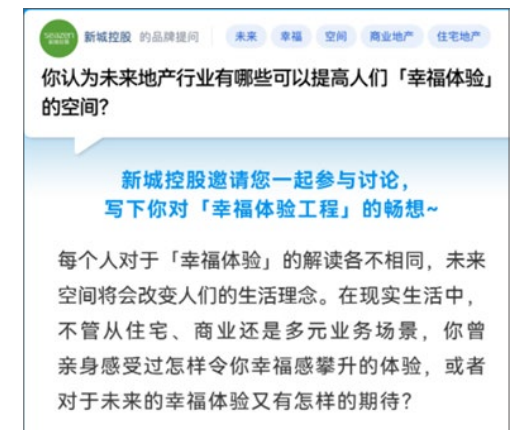 Seazen
新城控股
新城控股 的品牌提问 未来 幸福 空间 商业地产 住宅地产
你认为未来地产行业有哪些可以提高人们「幸福体验」
的空间?
新城控股邀请您一起参与讨论,
写下你对「幸福体验工程」的畅想~
每个人对于「幸福体验」的解读各不相同,未来
空间将会改变人们的生活理念。在现实生活中,
不管从住宅、商业还是多元业务场景,你曾
亲身感受过怎样令你幸福感攀升的体验,或者
对于未来的幸福体验又有怎样的期待?